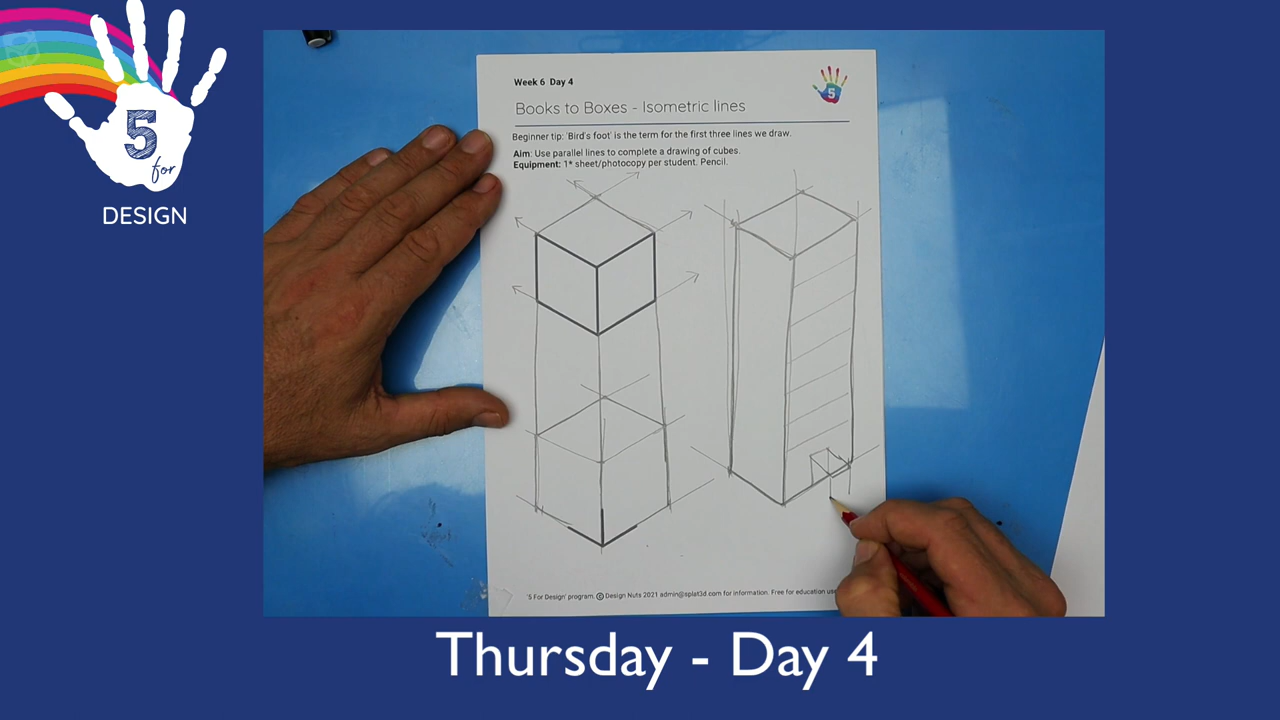 5
for
DESIGN
Week 6 Day 4
5
Books to Boxes - Isometric lines
Beginner tip: 'Bird's foot' is the term for the first three lines we draw.
Aim: Use parallel lines to complete a drawing of cubes.
Equipment: 1* sheet/photocopy per student. Pencil.
'5 For Design' program. © Design Nuts 2021 admin@splat3d.com for information. Free for education use
Thursday - Day 4